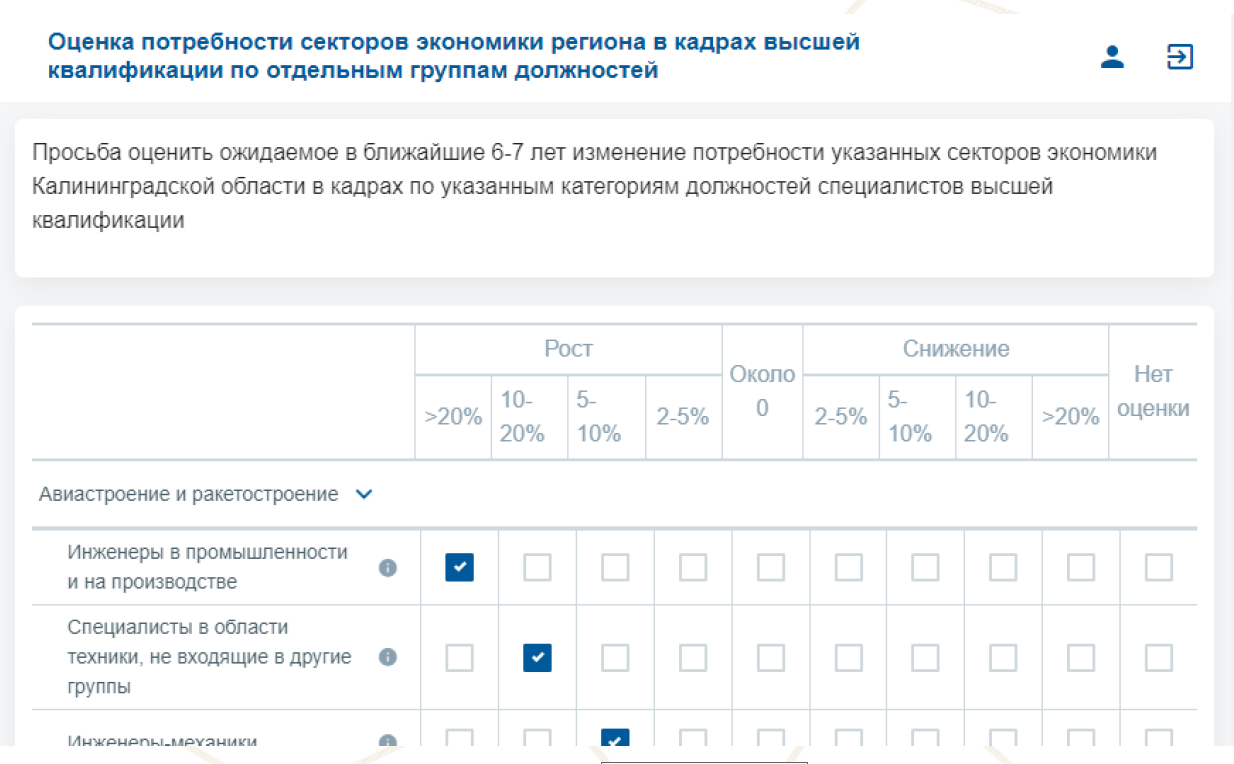 Оценка потребности секторов экономики региона в кадрах высшей
квалификации по отдельным группам должностей
Просьба оценить ожидаемое в ближайшие 6-7 лет изменение потребности указанных секторов экономики
Калининградской области в кадрах по указанным категориям должностей специалистов высшей
квалификации
Рост
Около
0
Снижение
Нет
оценки
>20%
10-
20%
5-
10%
2-5%
2-5%
5-
10%
10-
20%
>20%
Авиастроение и ракетостроение
Инженеры в промышленности
и на производстве
Специалисты в области
техники, не входящие в другие
группы
Инженеры-механики